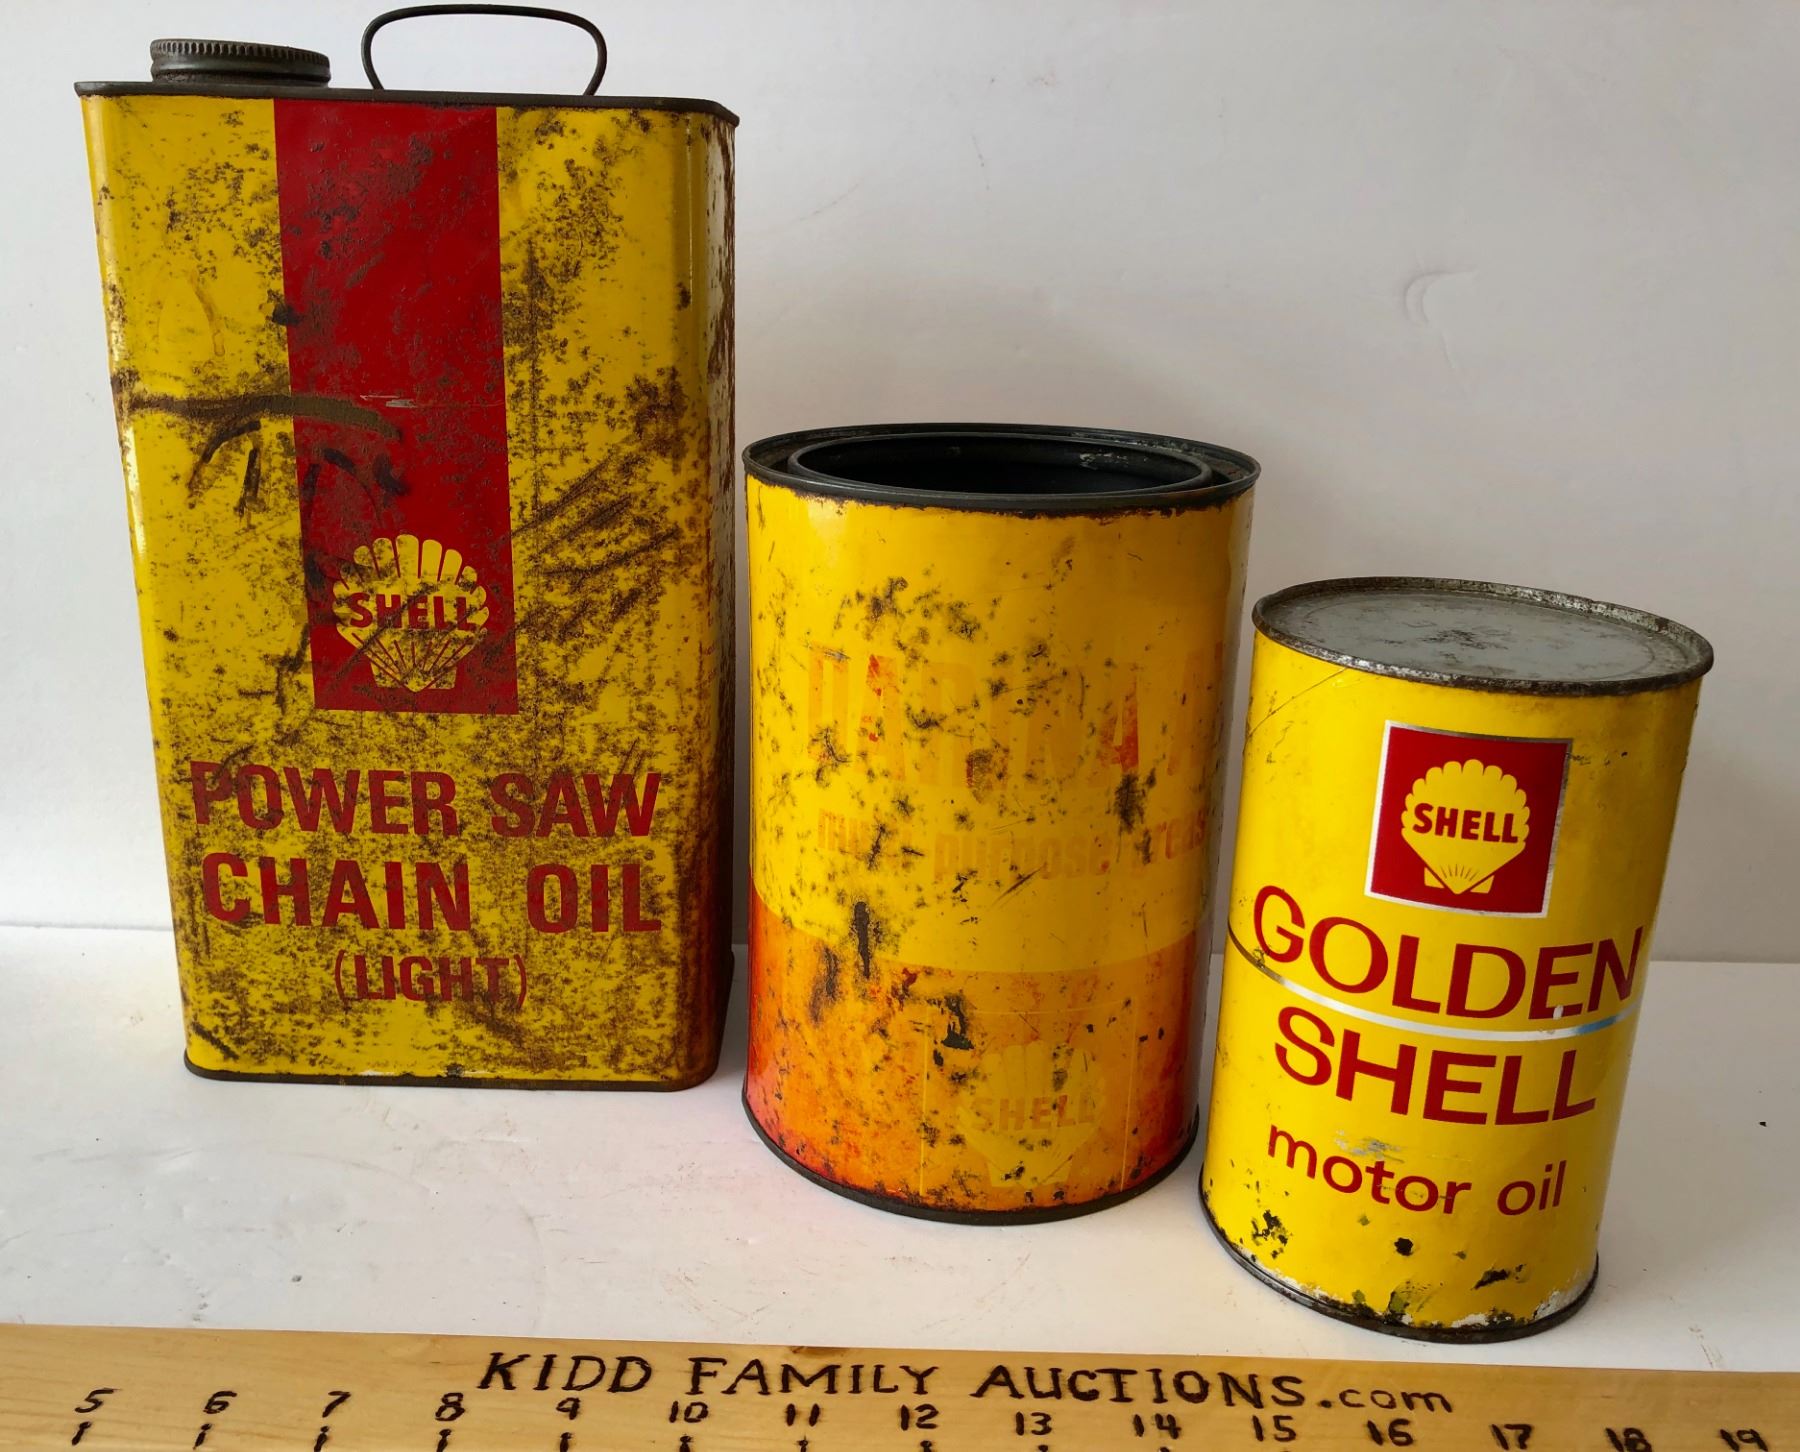 SHELL
POWER SAW
CHAIN OIL
(LIGHT)
purpose
SHELL
SHELL
GOLDEN
SHELL
motor oil
KIDD FAMILY AUCTIONS.com
5 6 7 8 9 10 11 12 13 14 15 16 17 18 19